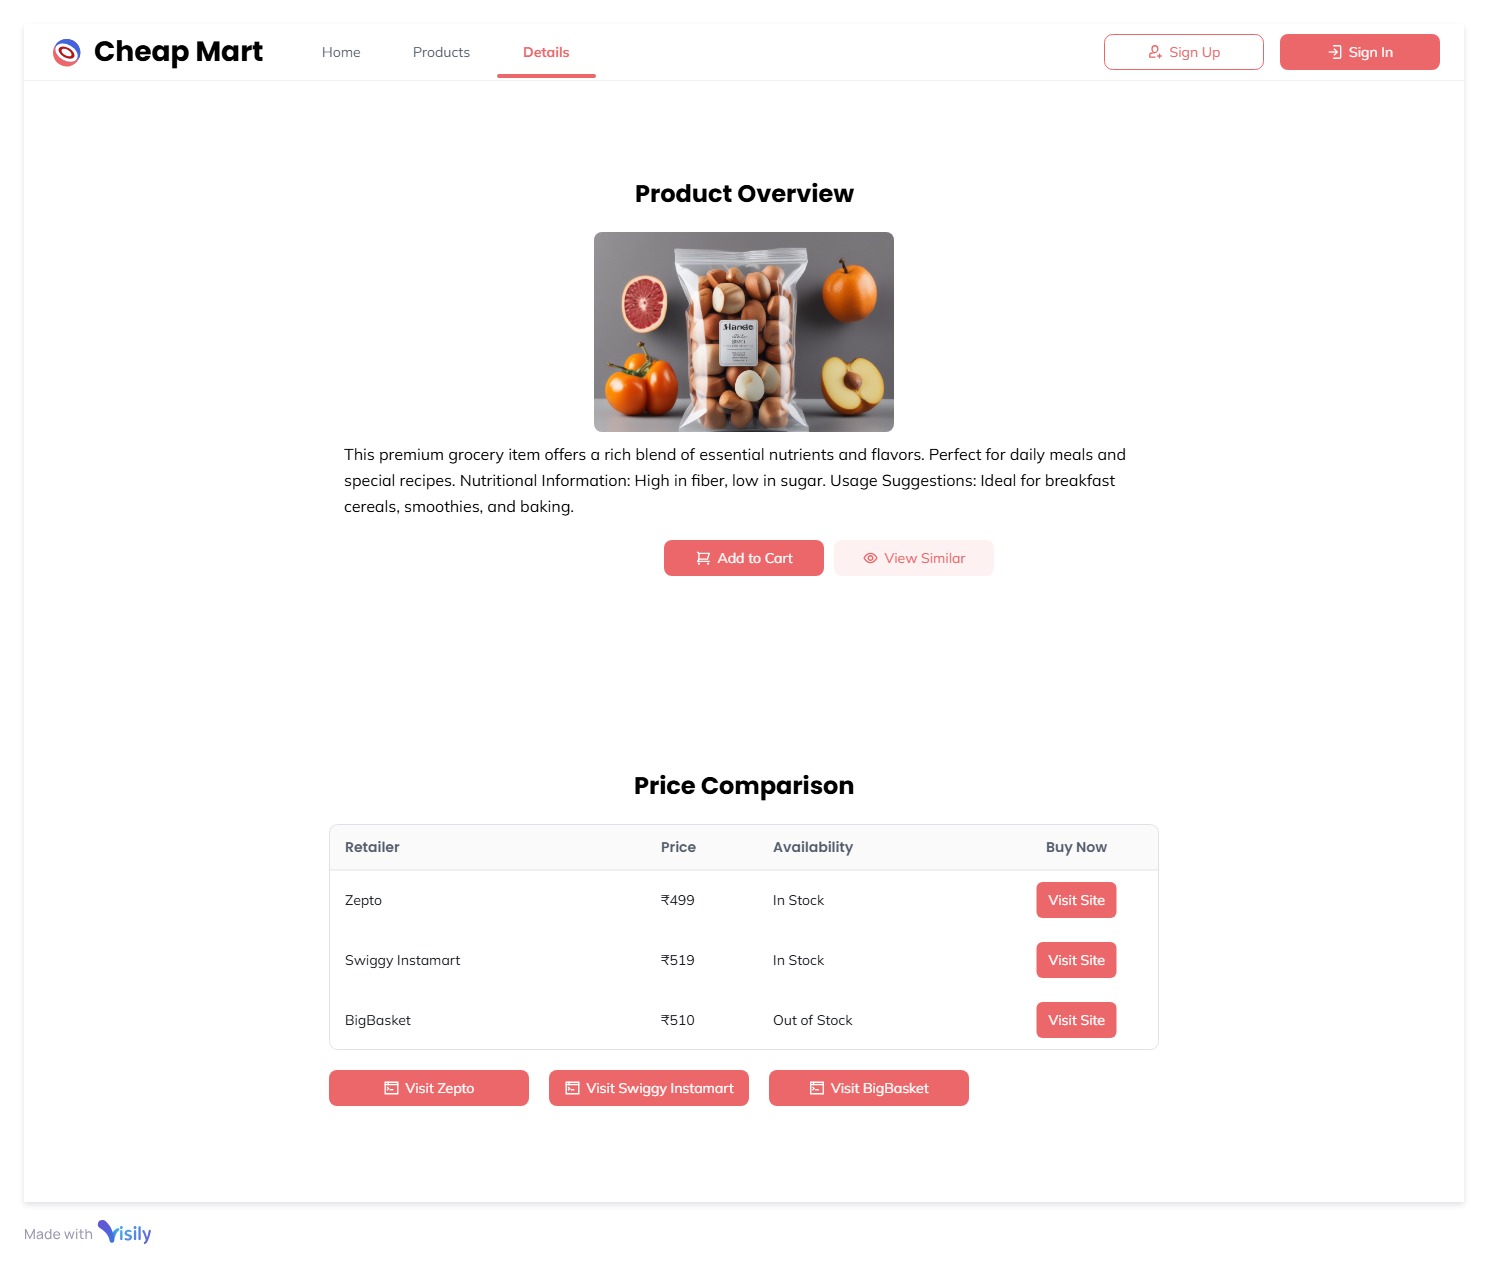 Cheap Mart Home Products Details Sign Up Sign In
Product Overview
This premium grocery item offers a rich blend of essential nutrients and flavors. Perfect for daily meals and
special recipes. Nutritional Information: High in fiber, low in sugar. Usage Suggestions: Ideal for breakfast
cereals, smoothies, and baking.
Add to Cart View Similar
Price Comparison
Retailer Price Availability Buy Now
Zepto ₹499 In Stock Visit Site
Swiggy Instamart ₹519 In Stock Visit Site
BigBasket ₹510 Out of Stock Visit Site
Visit Zepto Visit Swiggy Instamart Visit BigBasket
Made with Visily